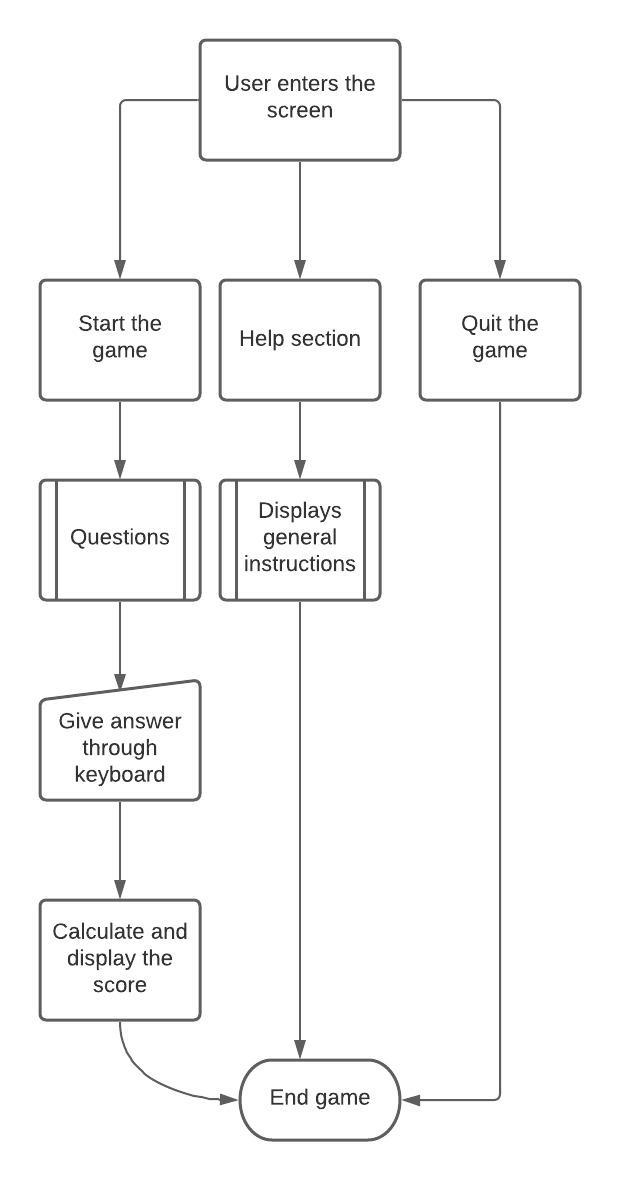 User enters the
screen
Start the
game
Help section
Quit the
game
Questions
Displays
general
instructions
Give answer
through
keyboard
Calculate and
display the
score
End game